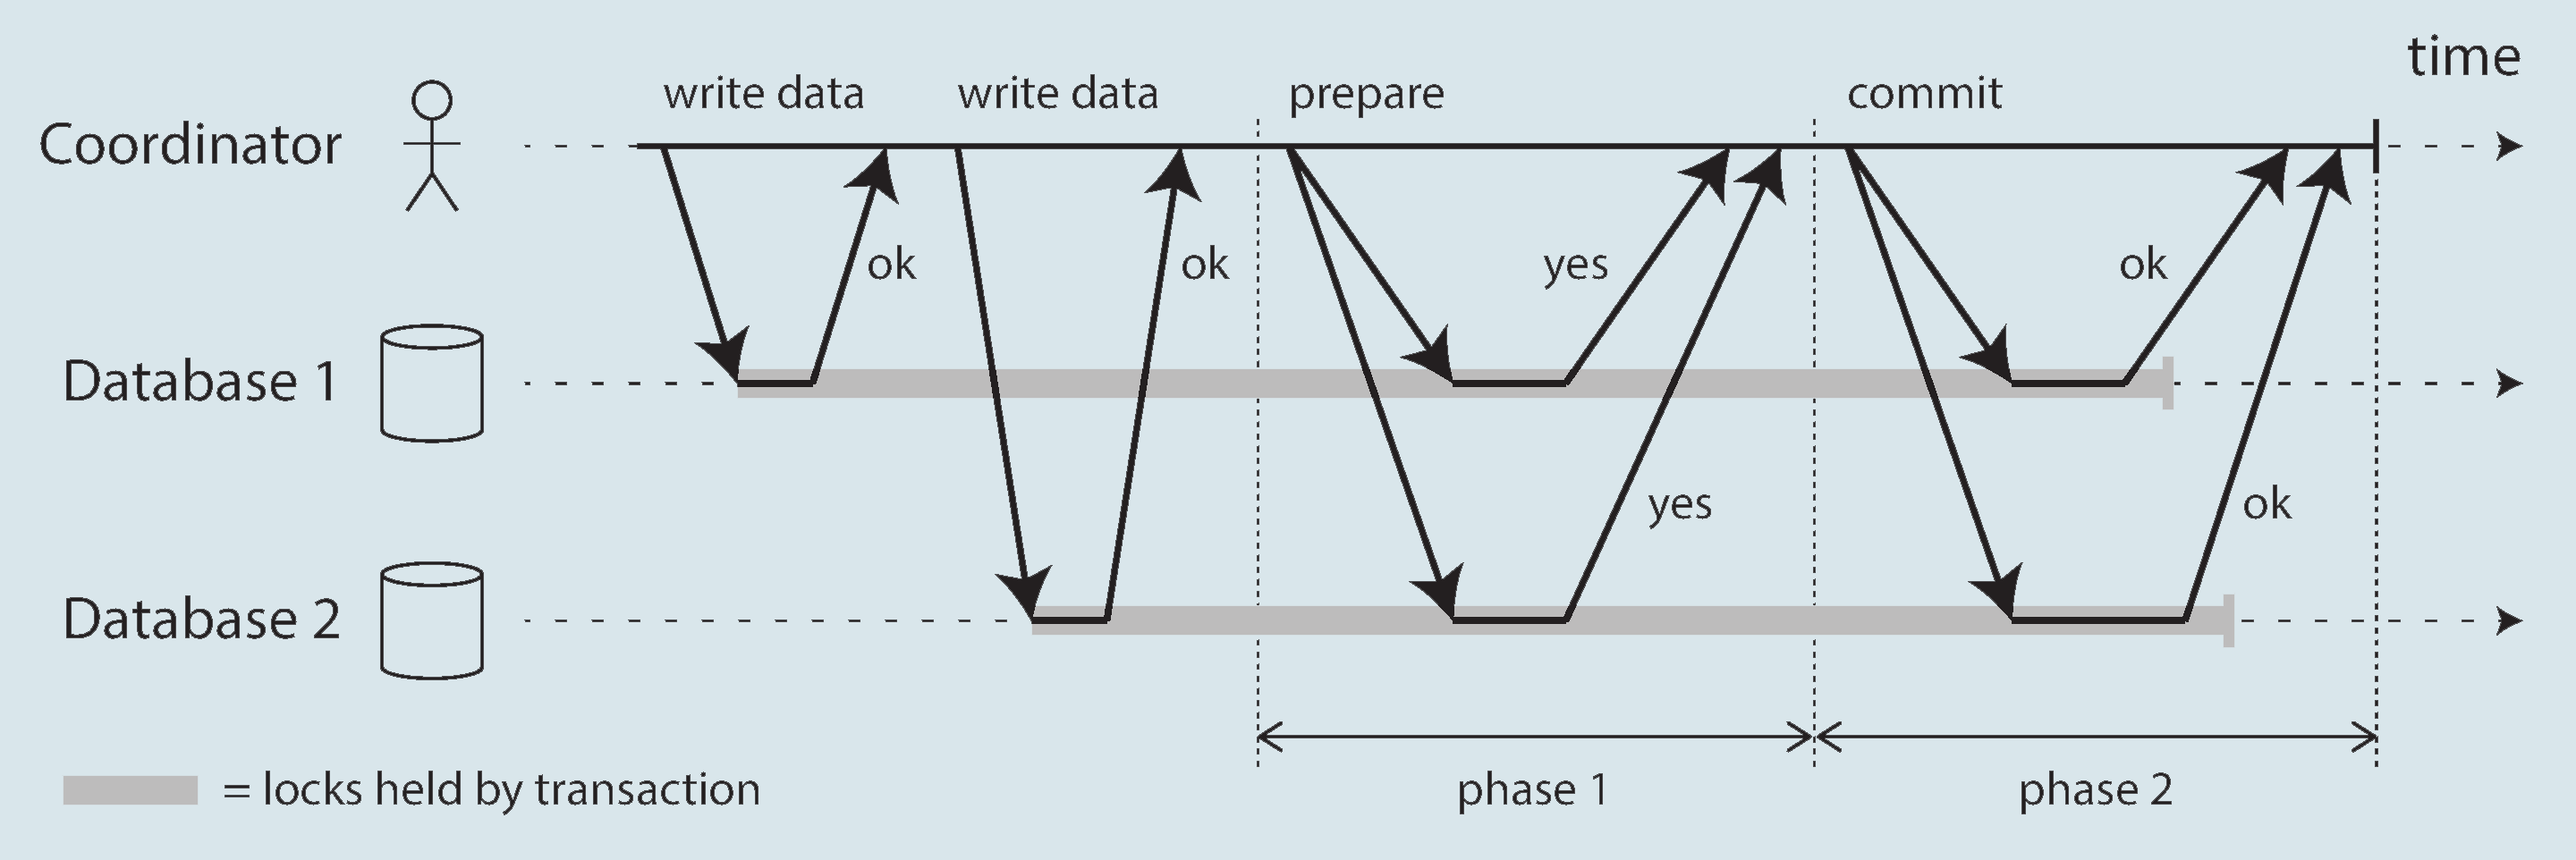 time
write data
write data
prepare
commit
Coordinator
ok
ok
yes
ok
Database 1
yes
ok
Database 2
= locks held by transaction
phase 1
phase 2